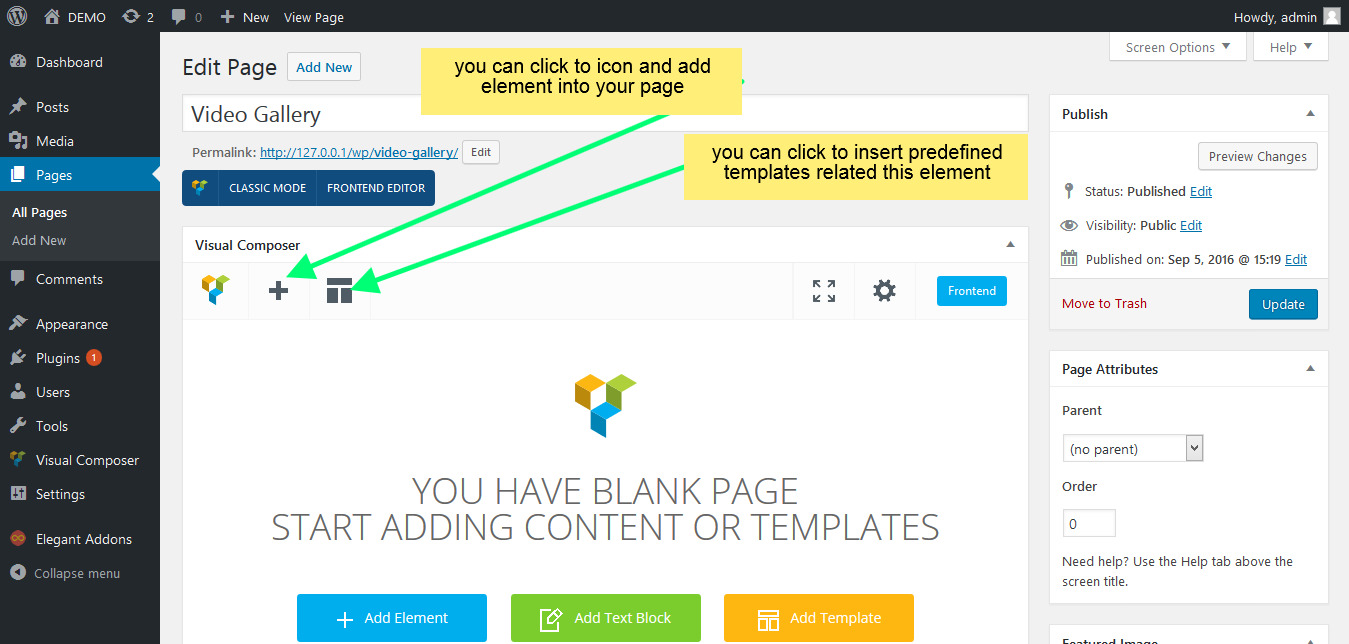 DEMO 2 0 New View Page Howdy, admin
Dashboard
Posts
Media
Pages
All Pages
Add New
Comments
Appearance
Plugins 1
Users
Tools
Visual Composer
Settings
Elegant Addons
Collapse menu
Screen Options Help
Edit Page Add New
you can click to icon and add
element into your page
Video Gallery
Permalink: http://127.0.0.1/wp/video-gallery/ Edit
you can click to insert predefined
templates related this element
CLASSIC MODE FRONTEND EDITOR
Visual Composer
Frontend
YOU HAVE BLANK PAGE
START ADDING CONTENT OR TEMPLATES
Add Element Add Text Block Add Template
Publish
Preview Changes
Status: Published Edit
Visibility: Public Edit
Published on: Sep 5, 2016 @ 15:19 Edit
Move to Trash Update
Page Attributes
Parent
(no parent)
Order
0
Need help? Use the Help tab above the
screen title.
Featured Image